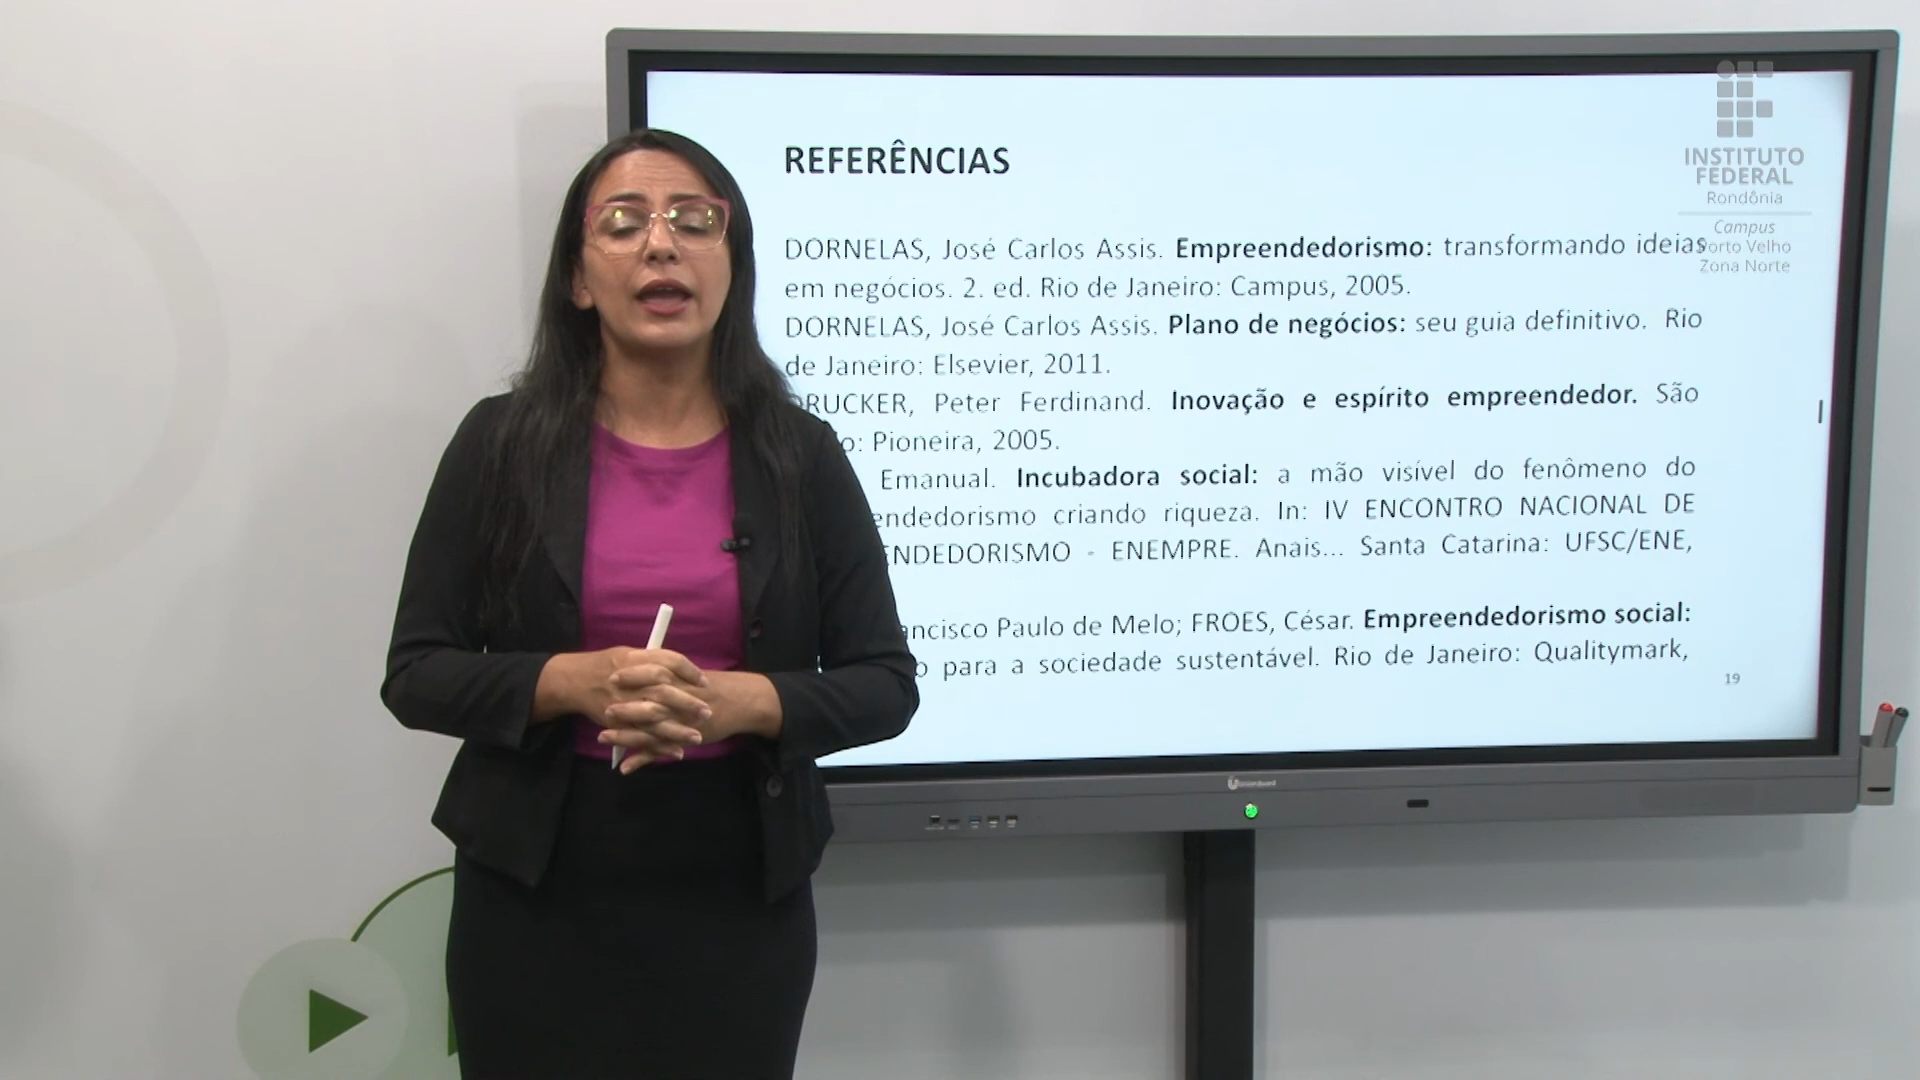 REFERÊNCIAS
DORNELAS, José Carlos Assis. Empreendedorismo: transformando ideias
em negócios. 2. ed. Rio de Janeiro: Campus, 2005.
DORNELAS, José Carlos Assis. Plano de negócios: seu guia definitivo. Rio
de Janeiro: Elsevier, 2011.
DRUCKER, Peter Ferdinand. Inovação e espírito empreendedor. São
o: Pioneira, 2005.
Emanual. Incubadora social: a mão visível do fenômeno do
endedorismo criando riqueza. In: IV ENCONTRO NACIONAL DE
ENDEDORISMO - ENEMPRE. Anais... Santa Catarina: UFSC/ENE,
ancisco Paulo de Melo; FROES, César. Empreendedorismo social:
o para a sociedade sustentável. Rio de Janeiro: Qualitymark,
19
INSTITUTO
FEDERAL
Rondônia
Campus
Porto Velho
Zona Norte